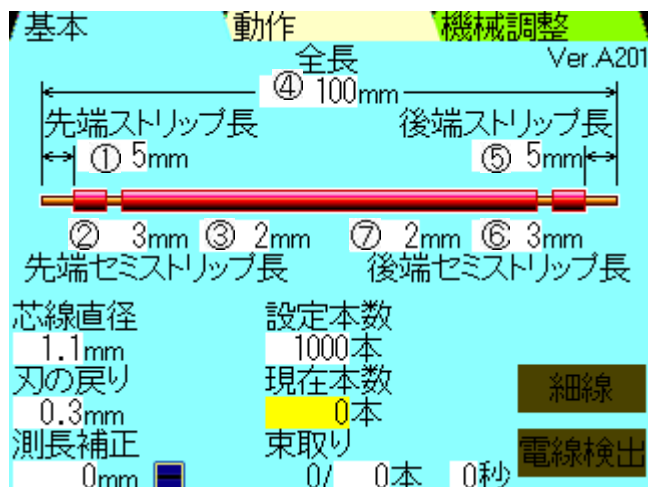 基本 動作 機械調整
全長 Ver.A201
④ 100mm
先端ストリップ長 後端ストリップ長
① 5mm ⑤ 5mm
② 3mm ③ 2mm ⑦ 2mm ⑥ 3mm
先端セミストリップ長 後端セミストリップ長
芯線直径 設定本数
1.1mm 1000本
刃の戻り 現在本数 細線
0.3mm 0本
測長補正 束取り 電線検出
0mm 0/ 0本 0秒